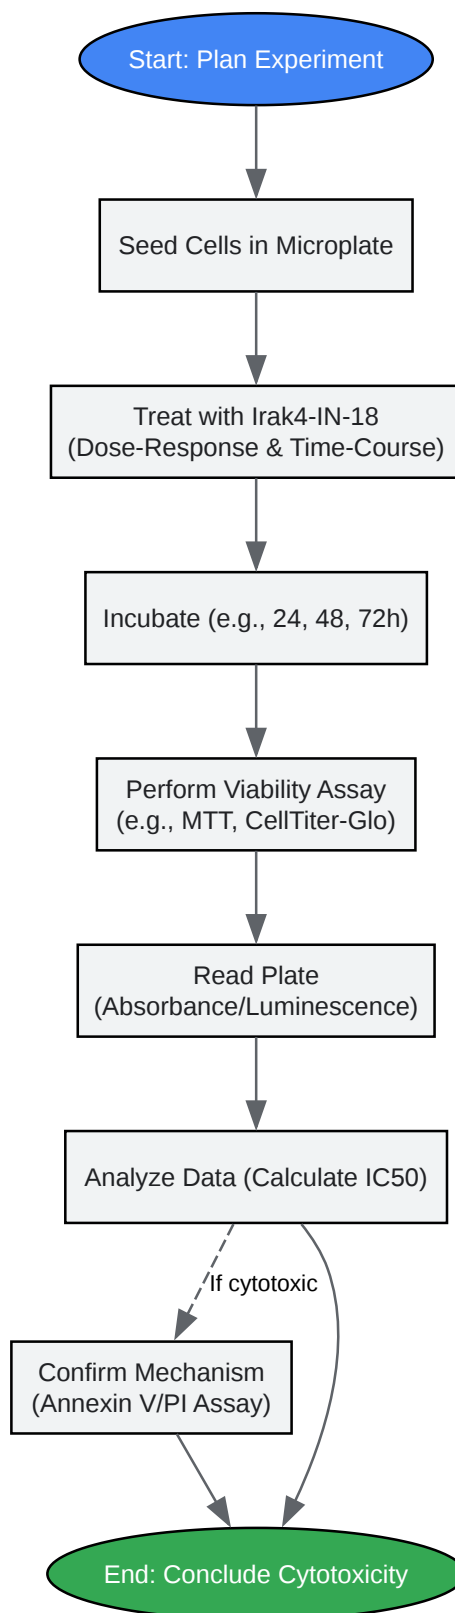 Start: Plan Experiment
Seed Cells in Microplate
Treat with Irak4-IN-18
(Dose-Response & Time-Course)
Incubate (e.g., 24, 48, 72h)
Perform Viability Assay
(e.g., MTT, CellTiter-Glo)
Read Plate
(Absorbance/Luminescence)
Analyze Data (Calculate IC50)
If cytotoxic
Confirm Mechanism
(Annexin V/PI Assay)
End: Conclude Cytotoxicity